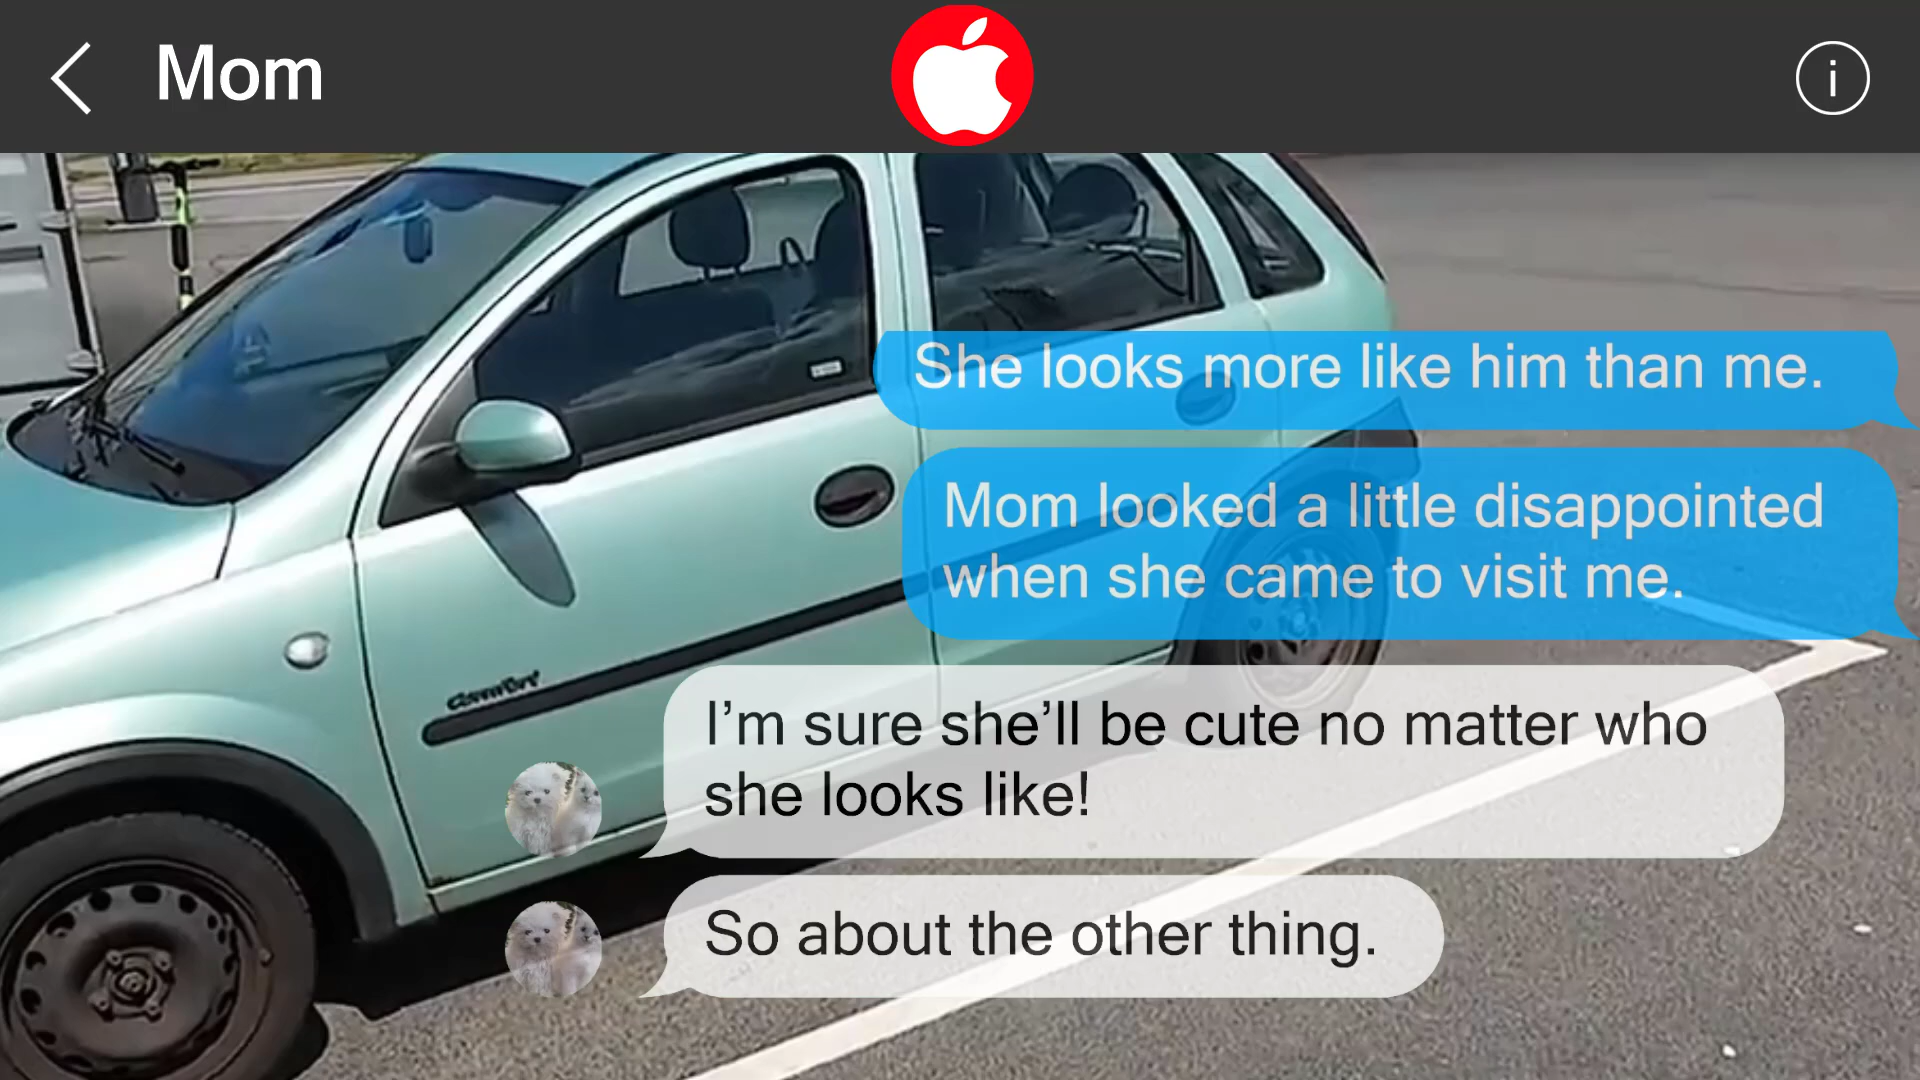 Mom
She looks more like him than me.
Mom looked a little disappointed
when she came to visit me.
I’m sure she’ll be cute no matter who
she looks like!
So about the other thing.
Comfort